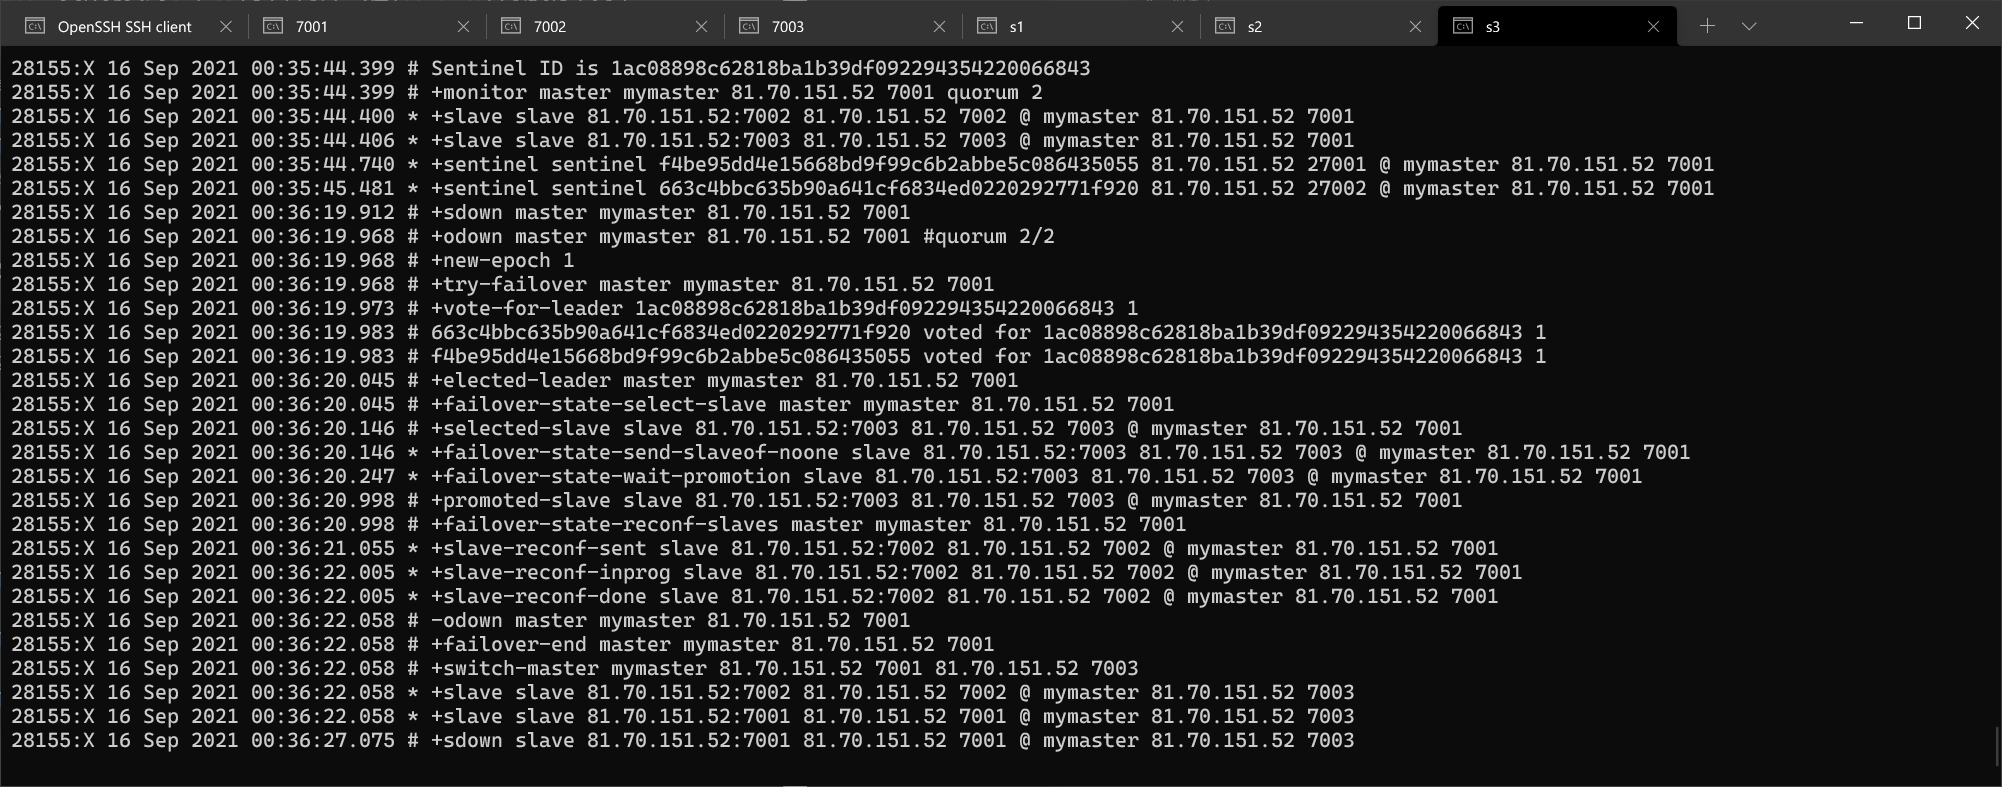 OpenSSH SSH client 7001 7002 7003 s1 s2 s3
28155:X 16 Sep 2021 00:35:44.399 # Sentinel ID is 1ac08898c62818ba1b39df092294354220066843
28155:X 16 Sep 2021 00:35:44.399 # +monitor master mymaster 81.70.151.52 7001 quorum 2
28155:X 16 Sep 2021 00:35:44.400 * +slave slave 81.70.151.52:7002 81.70.151.52 7002 @ mymaster 81.70.151.52 7001
28155:X 16 Sep 2021 00:35:44.406 * +slave slave 81.70.151.52:7003 81.70.151.52 7003 @ mymaster 81.70.151.52 7001
28155:X 16 Sep 2021 00:35:44.740 * +sentinel sentinel f4be95dd4e15668bd9f99c6b2abbe5c086435055 81.70.151.52 27001 @ mymaster 81.70.151.52 7001
28155:X 16 Sep 2021 00:35:45.481 * +sentinel sentinel 663c4bbc635b90a641cf6834ed0220292771f920 81.70.151.52 27002 @ mymaster 81.70.151.52 7001
28155:X 16 Sep 2021 00:36:19.912 # +sdown master mymaster 81.70.151.52 7001
28155:X 16 Sep 2021 00:36:19.968 # +odown master mymaster 81.70.151.52 7001 #quorum 2/2
28155:X 16 Sep 2021 00:36:19.968 # +new-epoch 1
28155:X 16 Sep 2021 00:36:19.968 # +try-failover master mymaster 81.70.151.52 7001
28155:X 16 Sep 2021 00:36:19.973 # +vote-for-leader 1ac08898c62818ba1b39df092294354220066843 1
28155:X 16 Sep 2021 00:36:19.983 # 663c4bbc635b90a641cf6834ed0220292771f920 voted for 1ac08898c62818ba1b39df092294354220066843 1
28155:X 16 Sep 2021 00:36:19.983 # f4be95dd4e15668bd9f99c6b2abbe5c086435055 voted for 1ac08898c62818ba1b39df092294354220066843 1
28155:X 16 Sep 2021 00:36:20.045 # +elected-leader master mymaster 81.70.151.52 7001
28155:X 16 Sep 2021 00:36:20.045 # +failover-state-select-slave master mymaster 81.70.151.52 7001
28155:X 16 Sep 2021 00:36:20.146 # +selected-slave slave 81.70.151.52:7003 81.70.151.52 7003 @ mymaster 81.70.151.52 7001
28155:X 16 Sep 2021 00:36:20.146 * +failover-state-send-slaveof-noone slave 81.70.151.52:7003 81.70.151.52 7003 @ mymaster 81.70.151.52 7001
28155:X 16 Sep 2021 00:36:20.247 * +failover-state-wait-promotion slave 81.70.151.52:7003 81.70.151.52 7003 @ mymaster 81.70.151.52 7001
28155:X 16 Sep 2021 00:36:20.998 # +promoted-slave slave 81.70.151.52:7003 81.70.151.52 7003 @ mymaster 81.70.151.52 7001
28155:X 16 Sep 2021 00:36:20.998 # +failover-state-reconf-slaves master mymaster 81.70.151.52 7001
28155:X 16 Sep 2021 00:36:21.055 * +slave-reconf-sent slave 81.70.151.52:7002 81.70.151.52 7002 @ mymaster 81.70.151.52 7001
28155:X 16 Sep 2021 00:36:22.005 * +slave-reconf-inprog slave 81.70.151.52:7002 81.70.151.52 7002 @ mymaster 81.70.151.52 7001
28155:X 16 Sep 2021 00:36:22.005 * +slave-reconf-done slave 81.70.151.52:7002 81.70.151.52 7002 @ mymaster 81.70.151.52 7001
28155:X 16 Sep 2021 00:36:22.058 # -odown master mymaster 81.70.151.52 7001
28155:X 16 Sep 2021 00:36:22.058 # +failover-end master mymaster 81.70.151.52 7001
28155:X 16 Sep 2021 00:36:22.058 # +switch-master mymaster 81.70.151.52 7001 81.70.151.52 7003
28155:X 16 Sep 2021 00:36:22.058 * +slave slave 81.70.151.52:7002 81.70.151.52 7002 @ mymaster 81.70.151.52 7003
28155:X 16 Sep 2021 00:36:22.058 * +slave slave 81.70.151.52:7001 81.70.151.52 7001 @ mymaster 81.70.151.52 7003
28155:X 16 Sep 2021 00:36:27.075 # +sdown slave 81.70.151.52:7001 81.70.151.52 7001 @ mymaster 81.70.151.52 7003